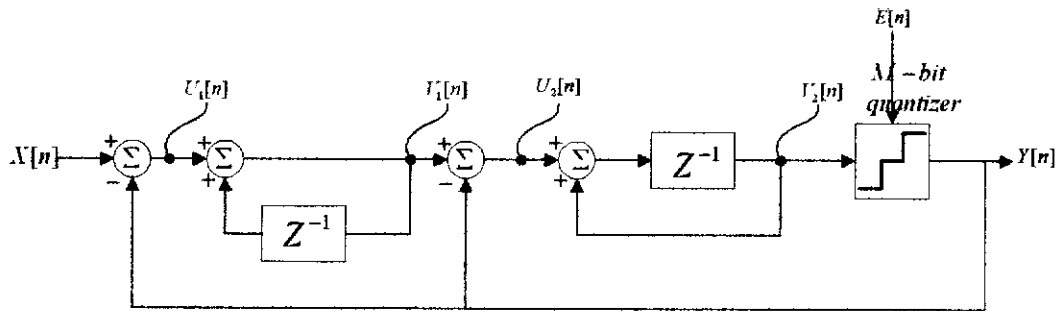 E[n]
M-bit
quantizer
U₁[n]
V₁[n]
U₂[n]
V₂[n]
X[n]
+
Σ
−
+
Σ
+
+
Σ
−
+
Σ
+
Z⁻¹
Y[n]
Z⁻¹